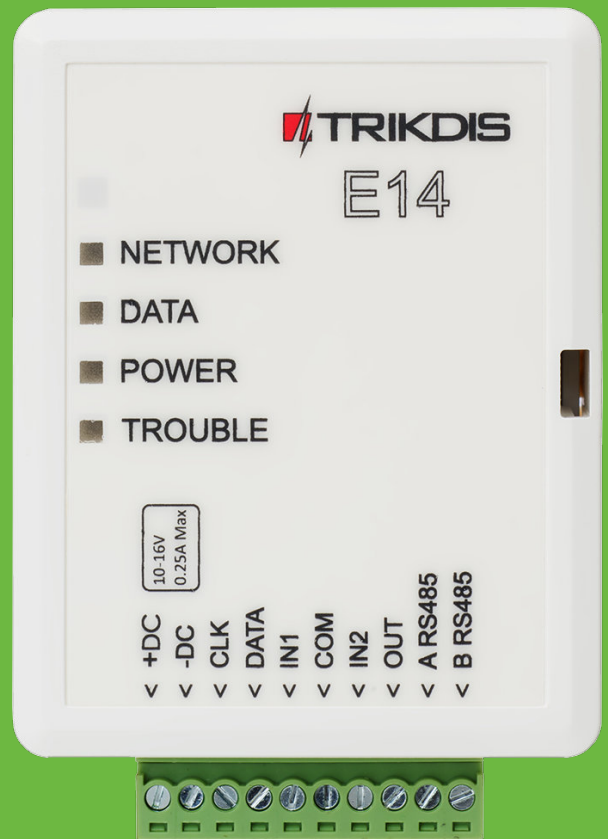 TRIKDIS
E14
NETWORK
DATA
POWER
TROUBLE
10-16V
0.25A Max
< +DC
< -DC
< CLK
< DATA
< IN1
< COM
< IN2
< OUT
< A RS485
< B RS485